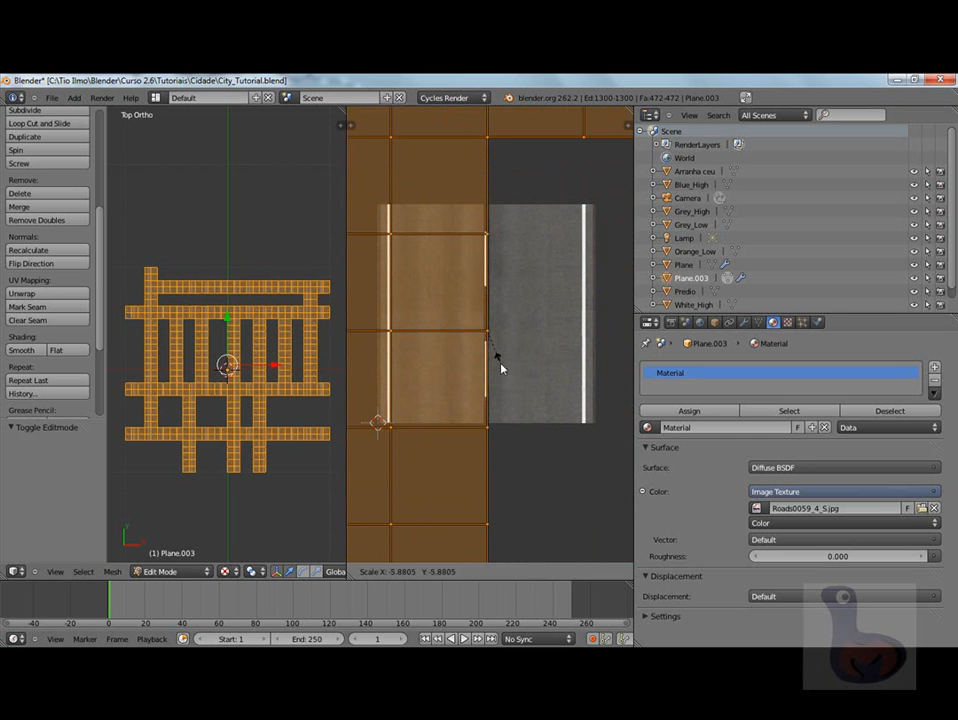 Blender* [C:\Tio Ilmo\Blender\Curso 2.6\Tutoriais\Cidade\City_Tutorial.blend]
File Add Render Help Default Scene Cycles Render blender.org 262.2 | Ed:1300-1300 | Fa:472-472 | Plane.003
Subdivide
Loop Cut and Slide
Duplicate
Spin
Screw
Remove:
Delete
Merge
Remove Doubles
Normals:
Recalculate
Flip Direction
UV Mapping:
Unwrap
Mark Seam
Clear Seam
Shading:
Smooth Flat
Repeat:
Repeat Last
History...
Grease Pencil:
Toggle Editmode
Top Ortho
(1) Plane.003
View Select Mesh Edit Mode Globa
Scale X: -5.8805 Y: -5.8805
View Search All Scenes
Scene
RenderLayers
World
Arranha ceu
Blue_High
Camera
Grey_High
Grey_Low
Lamp
Orange_Low
Plane
Plane.003
Predio
White_High
Plane.003 Material
Material
Assign Select Deselect
Material F Data
Surface
Surface: Diffuse BSDF
Color: Image Texture
Roads0059_4_S.jpg F
Color
Vector: Default
Roughness: 0.000
Displacement
Displacement: Default
Settings
-40 -20 0 20 40 60 80 100 120 140 160 180 200 220 240 260
View Marker Frame Playback Start: 1 End: 250 1 No Sync